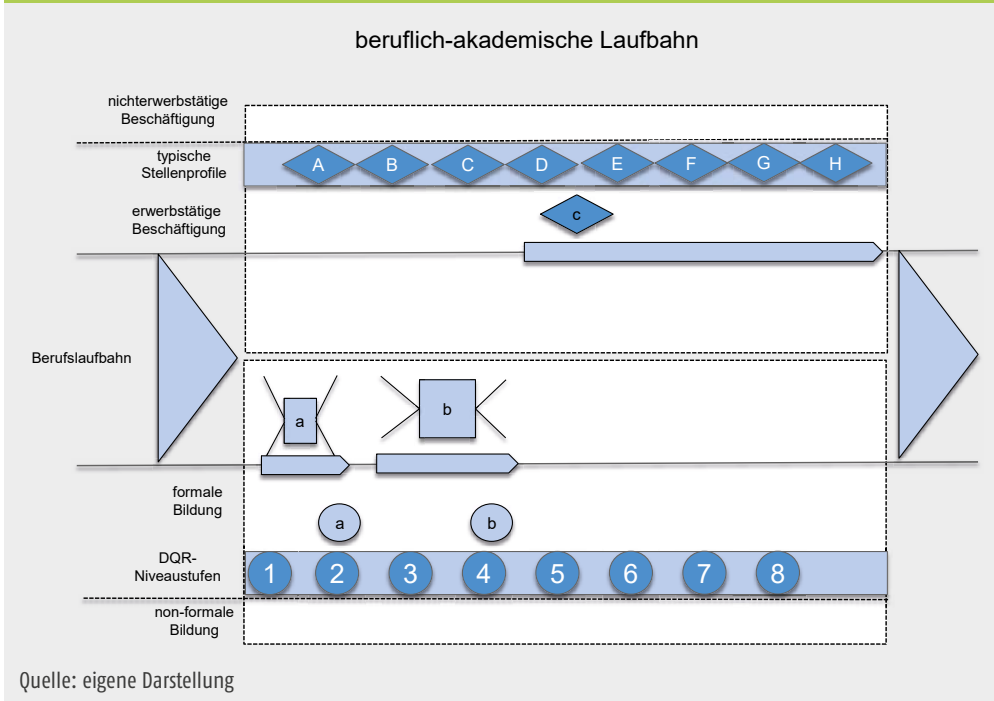 beruflich-akademische Laufbahn
nichterwerbstätige
Beschäftigung
typische
Stellenprofile
A B C D E F G H
erwerbstätige
Beschäftigung
c
Berufslaufbahn
a
b
formale
Bildung
a b
DQR-
Niveaustufen
1 2 3 4 5 6 7 8
non-formale
Bildung
Quelle: eigene Darstellung